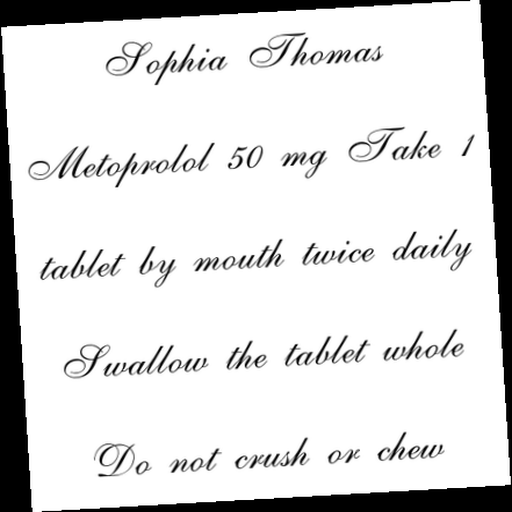 Sophia Thomas
Metoprolol 50 mg Take 1
tablet by mouth twice daily
Swallow the tablet whole
Do not crush or chew